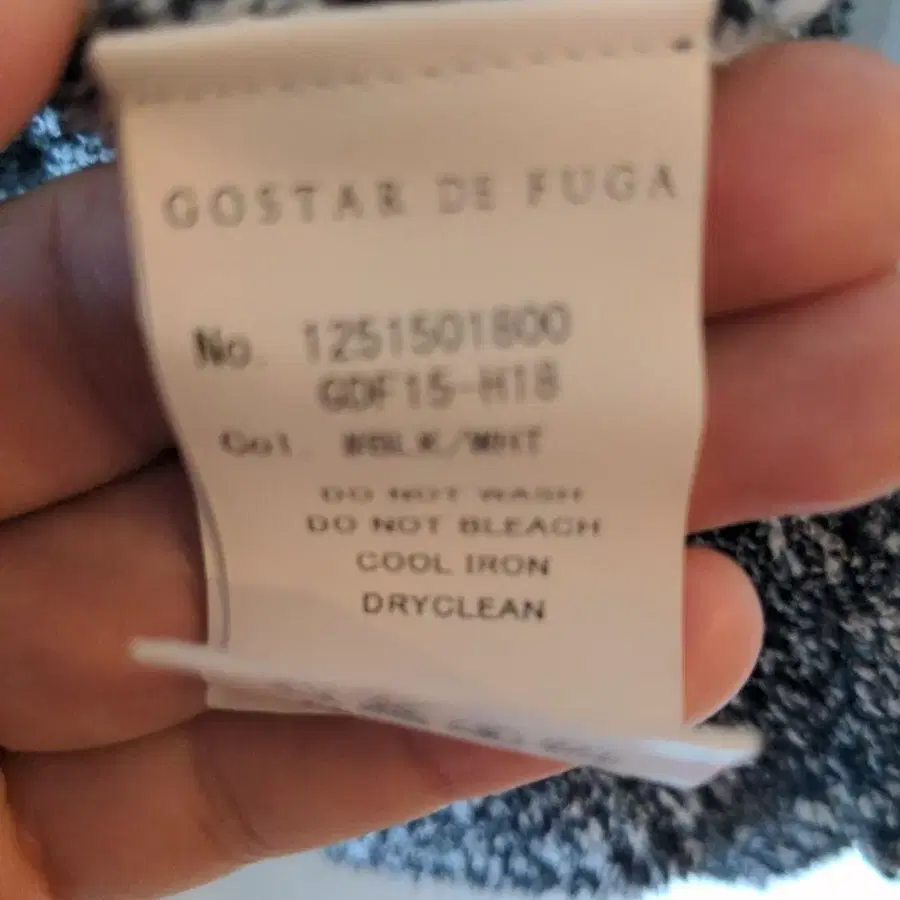 GOSTAR DE FUGA
No. 1251501800
GDF15-H18
Col. BLK/WHT
DO NOT WASH
DO NOT BLEACH
COOL IRON
DRYCLEAN